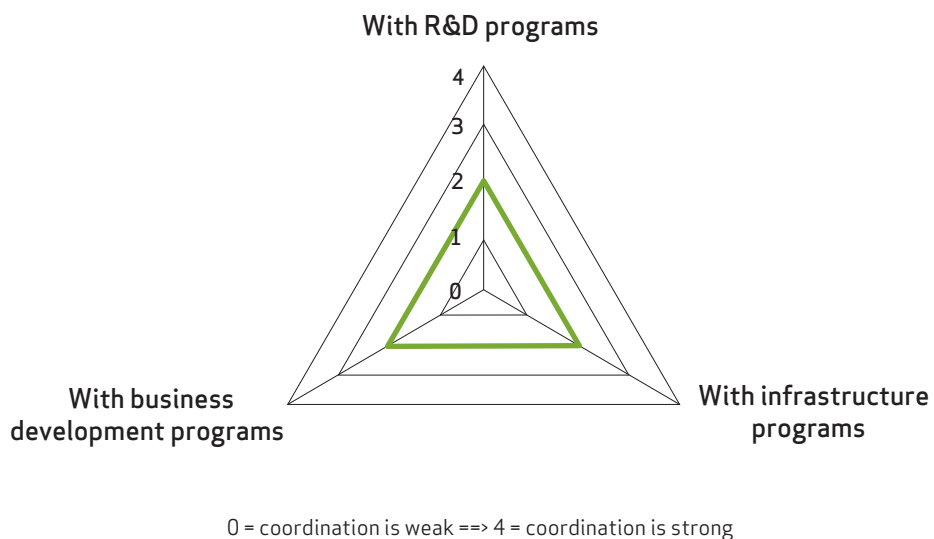 With R&D programs
4
3
2
1
0
With business
development programs
With infrastructure
programs
0 = coordination is weak ==> 4 = coordination is strong